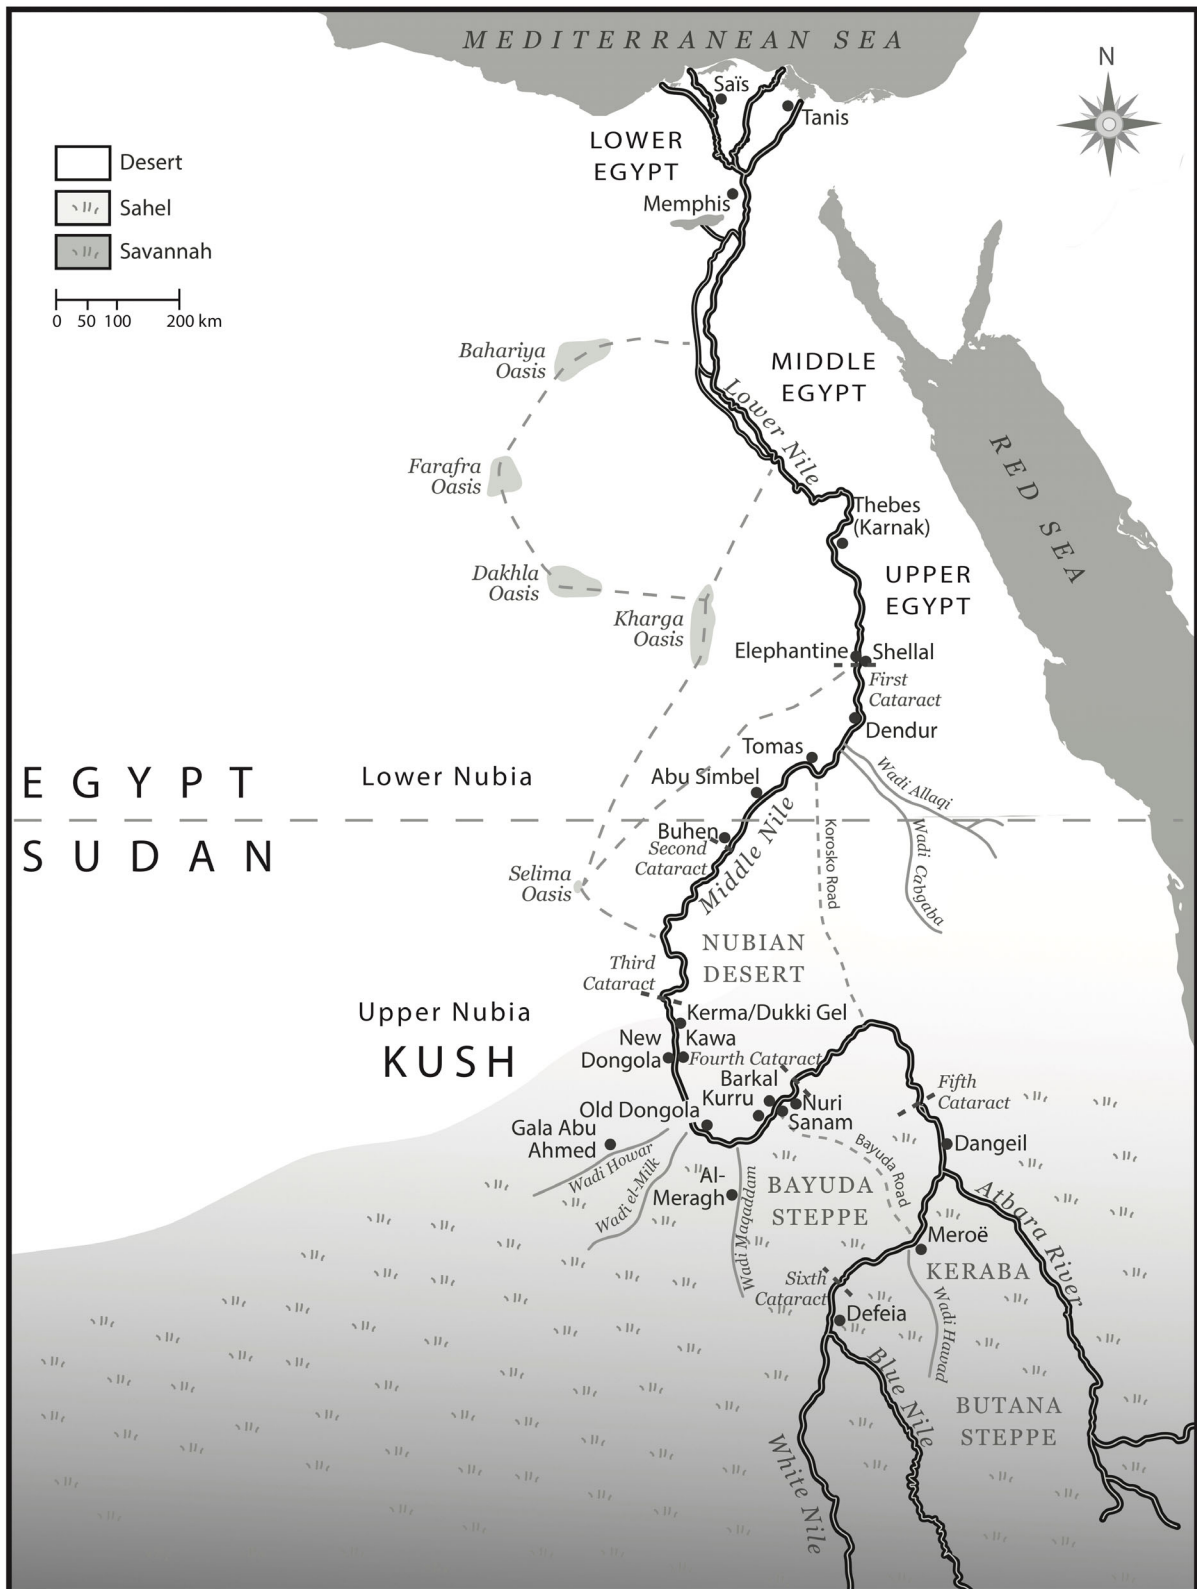 MEDITERRANEAN SEA
N
Saïs
Tanis
LOWER
EGYPT
Memphis
Desert
Sahel
Savannah
0 50 100 200 km
Bahariya
Oasis
MIDDLE
EGYPT
Lower Nile
Farafra
Oasis
RED SEA
Thebes
(Karnak)
Dakhla
Oasis
UPPER
EGYPT
Kharga
Oasis
Elephantine
Shellal
First
Cataract
Dendur
Tomas
Abu Simbel
Wadi Allaqi
EGYPT
Lower Nubia
SUDAN
Buhen
Second
Cataract
Middle Nile
Korosko Road
Wadi Cabgaba
Selima
Oasis
NUBIAN
DESERT
Third
Cataract
Upper Nubia
KUSH
Kerma/Dukki Gel
New
Dongola
Kawa
Fourth Cataract
Barkal
Kurru
Nuri
Sanam
Fifth
Cataract
Old Dongola
Gala Abu
Ahmed
Wadi Howar
Wadi el-Milk
Al-
Meragh
Wadi Maqaddam
BAYUDA
STEPPE
Bayuda Road
Dangeil
Atbara River
Meroë
KERABA
Sixth
Cataract
Defeia
Wadi Hawad
Blue Nile
BUTANA
STEPPE
White Nile